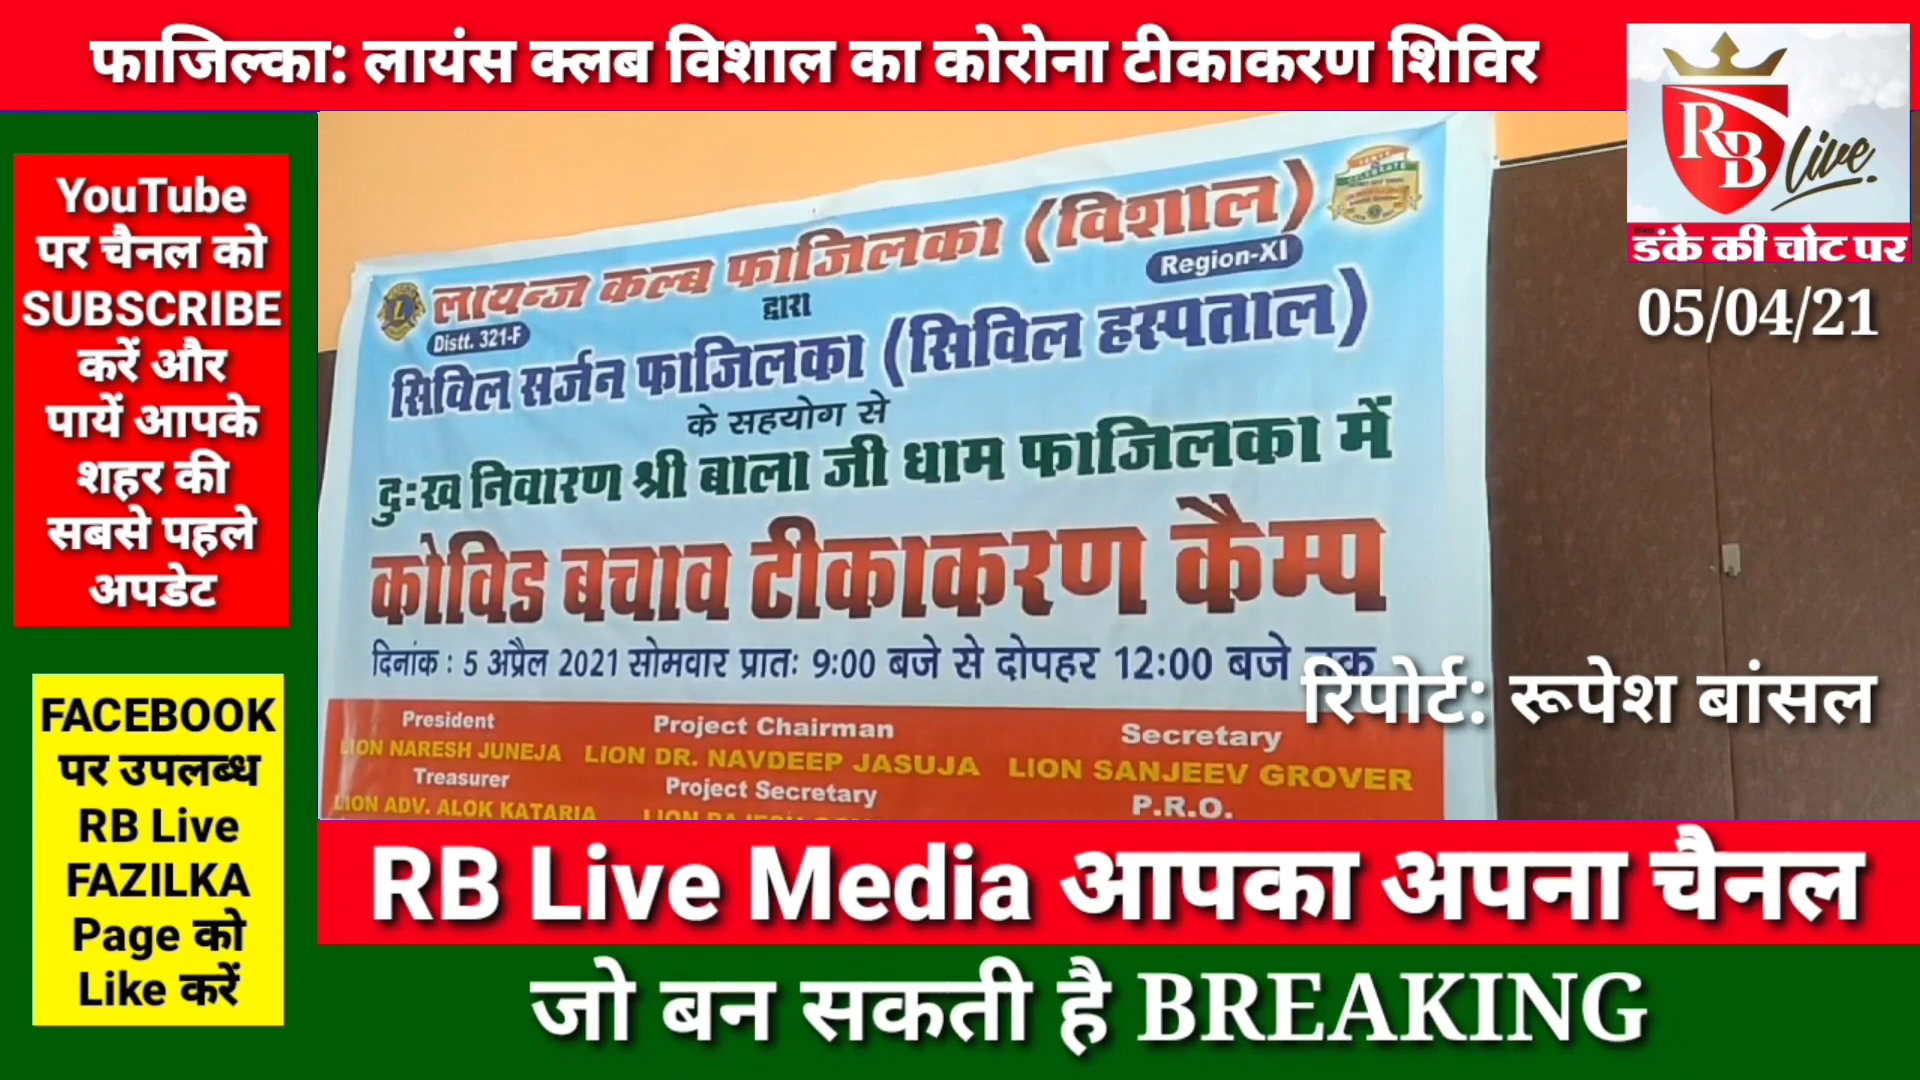 फाजिल्का: लायंस क्लब विशाल का कोरोना टीकाकरण शिविर
RB Live
डंके की चोट पर
05/04/21
YouTube
पर चैनल को
SUBSCRIBE
करें और
पायें आपके
शहर की
सबसे पहले
अपडेट
FACEBOOK
पर उपलब्ध
RB Live
FAZILKA
Page को
Like करें
लायन्ज कल्ब फाजिलका (विशाल)
Distt. 321-F
द्वारा
Region-XI
सिविल सर्जन फाजिलका (सिविल हस्पताल)
के सहयोग से
दुःख निवारण श्री बाला जी धाम फाजिलका में
कोविड बचाव टीकाकरण कैम्प
दिनांक : 5 अप्रैल 2021 सोमवार प्रातः 9:00 बजे से दोपहर 12:00 बजे तक
रिपोर्ट: रूपेश बांसल
President
LION NARESH JUNEJA
Project Chairman
LION DR. NAVDEEP JASUJA
Secretary
LION SANJEEV GROVER
Treasurer
LION ADV. ALOK KATARIA
Project Secretary
P.R.O.
RB Live Media आपका अपना चैनल
जो बन सकती है BREAKING